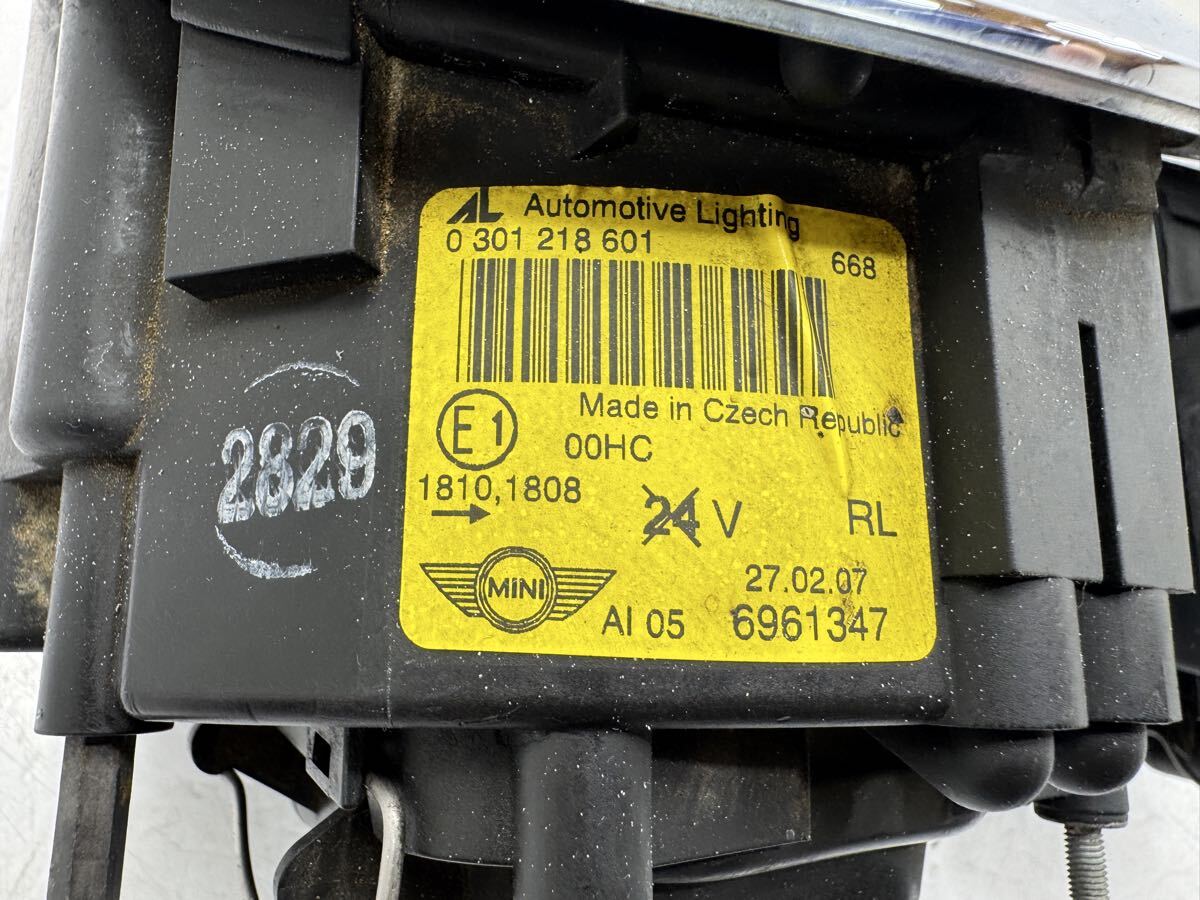 AL Automotive Lighting
0 301 218 601
668
Made in Czech Republic
E1
00HC
1810,1808
24 V
RL
MINI
27.02.07
AI 05
6961347
2829